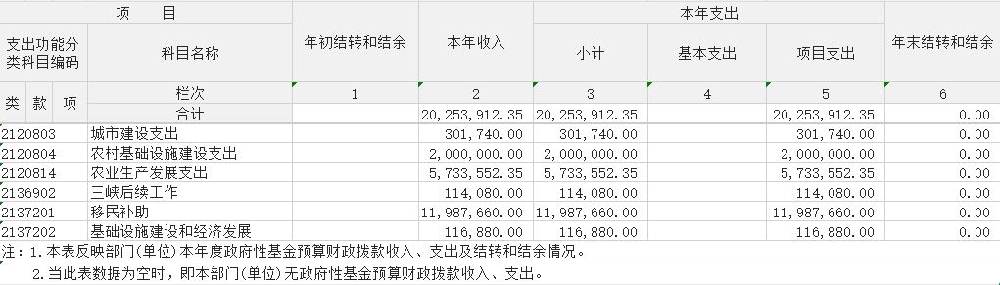 项 目 年初结转和结余 本年收入 本年支出 年末结转和结余
支出功能分类科目编码 科目名称 小计 基本支出 项目支出
类 款 项 栏次 1 2 3 4 5 6
合计 20,253,912.35 20,253,912.35 20,253,912.35 0.00
2120803 城市建设支出 301,740.00 301,740.00 301,740.00 0.00
2120804 农村基础设施建设支出 2,000,000.00 2,000,000.00 2,000,000.00 0.00
2120814 农业生产发展支出 5,733,552.35 5,733,552.35 5,733,552.35 0.00
2136902 三峡后续工作 114,080.00 114,080.00 114,080.00 0.00
2137201 移民补助 11,987,660.00 11,987,660.00 11,987,660.00 0.00
2137202 基础设施建设和经济发展 116,880.00 116,880.00 116,880.00 0.00
注：1.本表反映部门(单位)本年度政府性基金预算财政拨款收入、支出及结转和结余情况。
2.当此表数据为空时，即本部门(单位)无政府性基金预算财政拨款收入、支出。